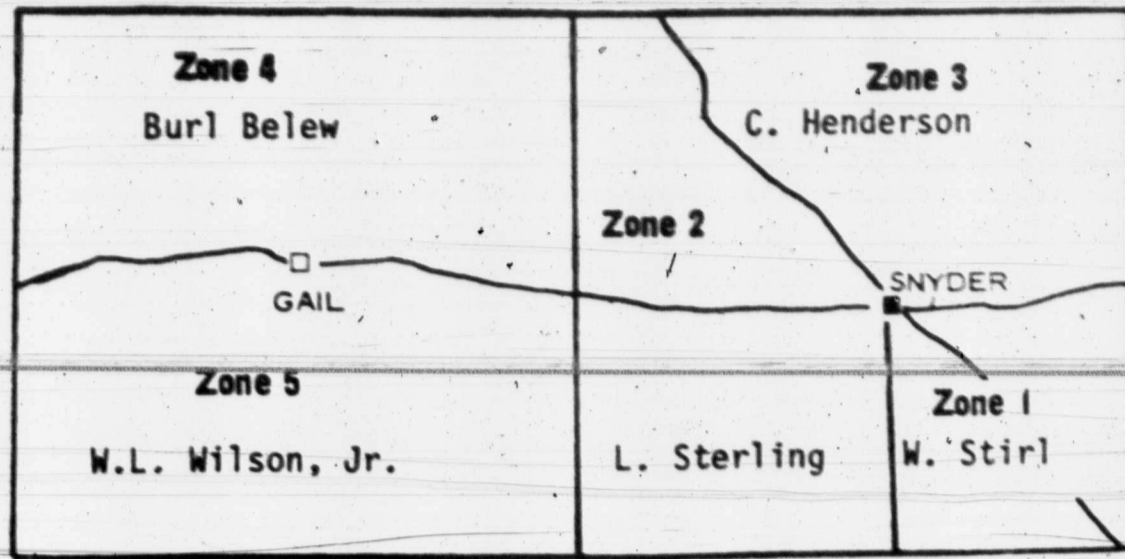 Zone 4
Burl Belew
Zone 3
C. Henderson
Zone 2
GAIL
SNYDER
Zone 5
W.L. Wilson, Jr.
L. Sterling
Zone 1
W. Stirl